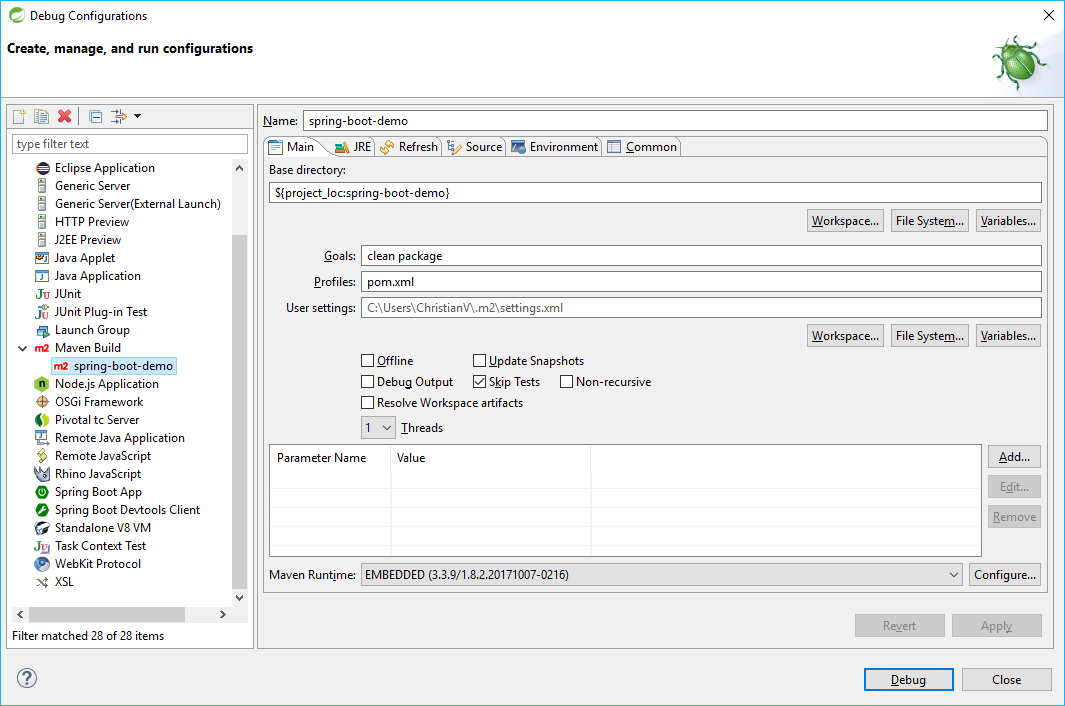 Debug Configurations
Create, manage, and run configurations
type filter text
Eclipse Application
Generic Server
Generic Server(External Launch)
HTTP Preview
J2EE Preview
Java Applet
Java Application
JUnit
JUnit Plug-in Test
Launch Group
Maven Build
spring-boot-demo
Node.js Application
OSGi Framework
Pivotal tc Server
Remote Java Application
Remote JavaScript
Rhino JavaScript
Spring Boot App
Spring Boot Devtools Client
Standalone V8 VM
Task Context Test
WebKit Protocol
XSL
Filter matched 28 of 28 items
Name: spring-boot-demo
Main JRE Refresh Source Environment Common
Base directory:
${project_loc:spring-boot-demo}
Workspace... File System... Variables...
Goals: clean package
Profiles: pom.xml
User settings: C:\Users\ChristianV\.m2\settings.xml
Workspace... File System... Variables...
Offline Update Snapshots
Debug Output Skip Tests Non-recursive
Resolve Workspace artifacts
1 Threads
Parameter Name Value
Add...
Edit...
Remove
Maven Runtime: EMBEDDED (3.3.9/1.8.2.20171007-0216) Configure...
Revert Apply
Debug Close